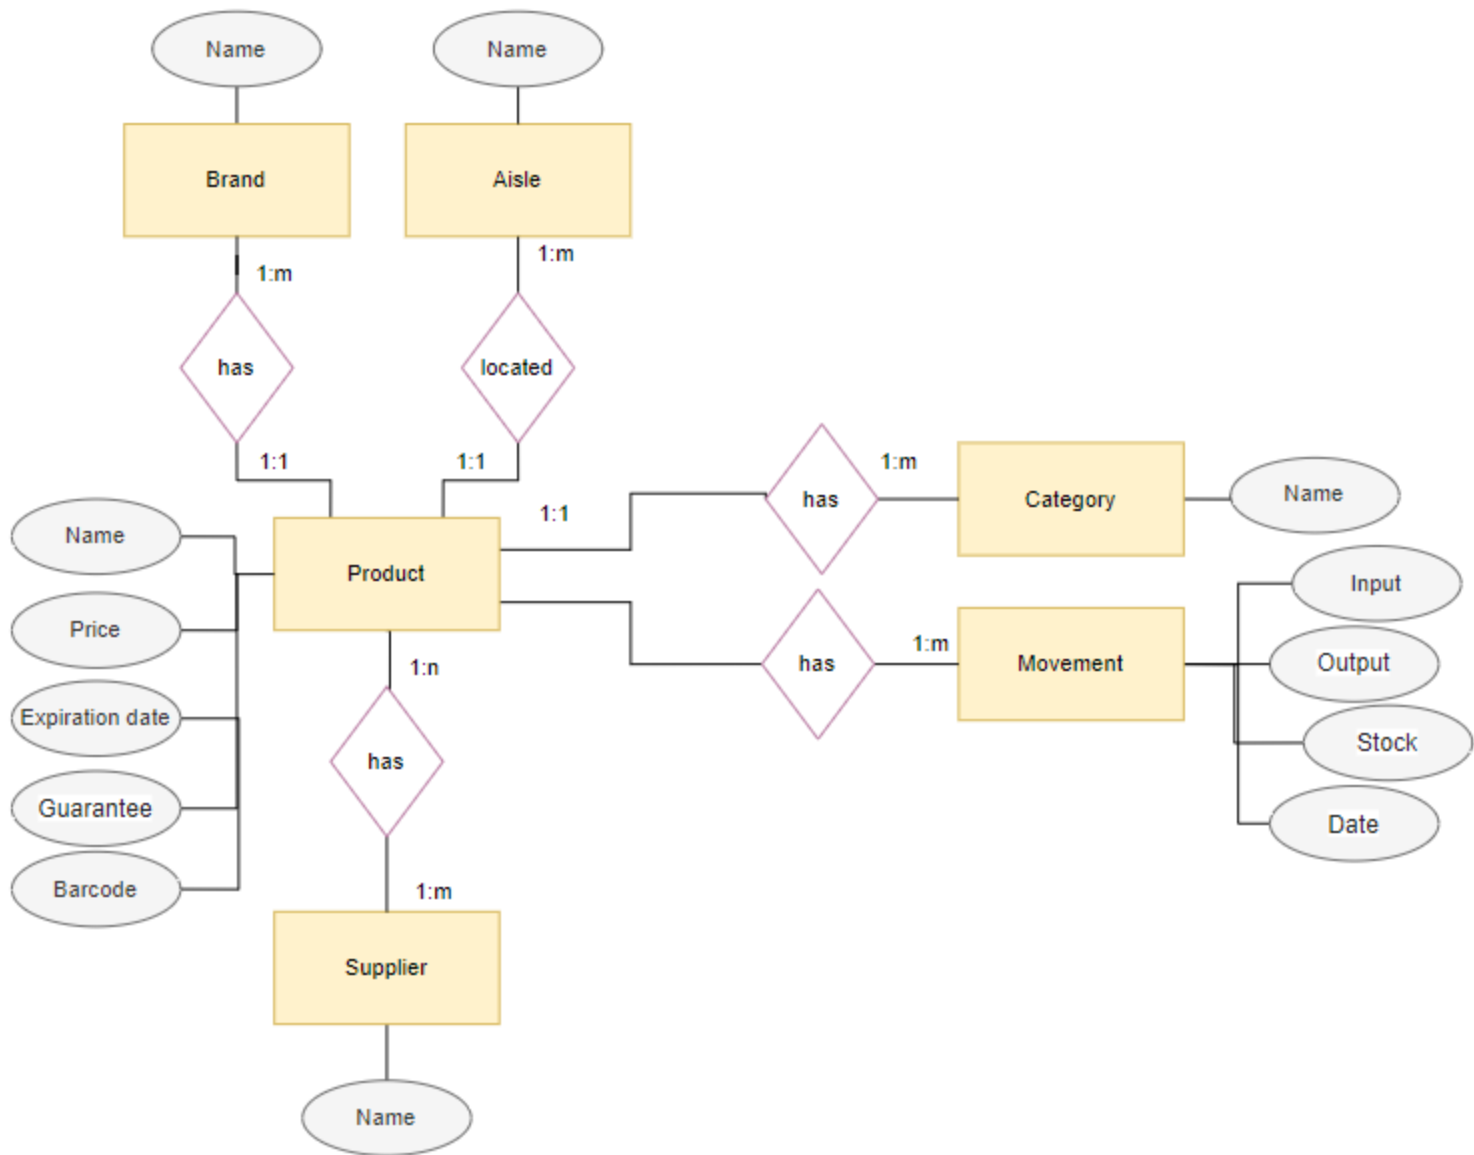 Name
Name
Brand
Aisle
1:m
1:m
has
located
1:1
1:1
1:m
has
Category
Name
1:1
Name
Product
Input
Price
1:m
has
Movement
Output
1:n
Expiration date
Stock
has
Guarantee
Date
Barcode
1:m
Supplier
Name